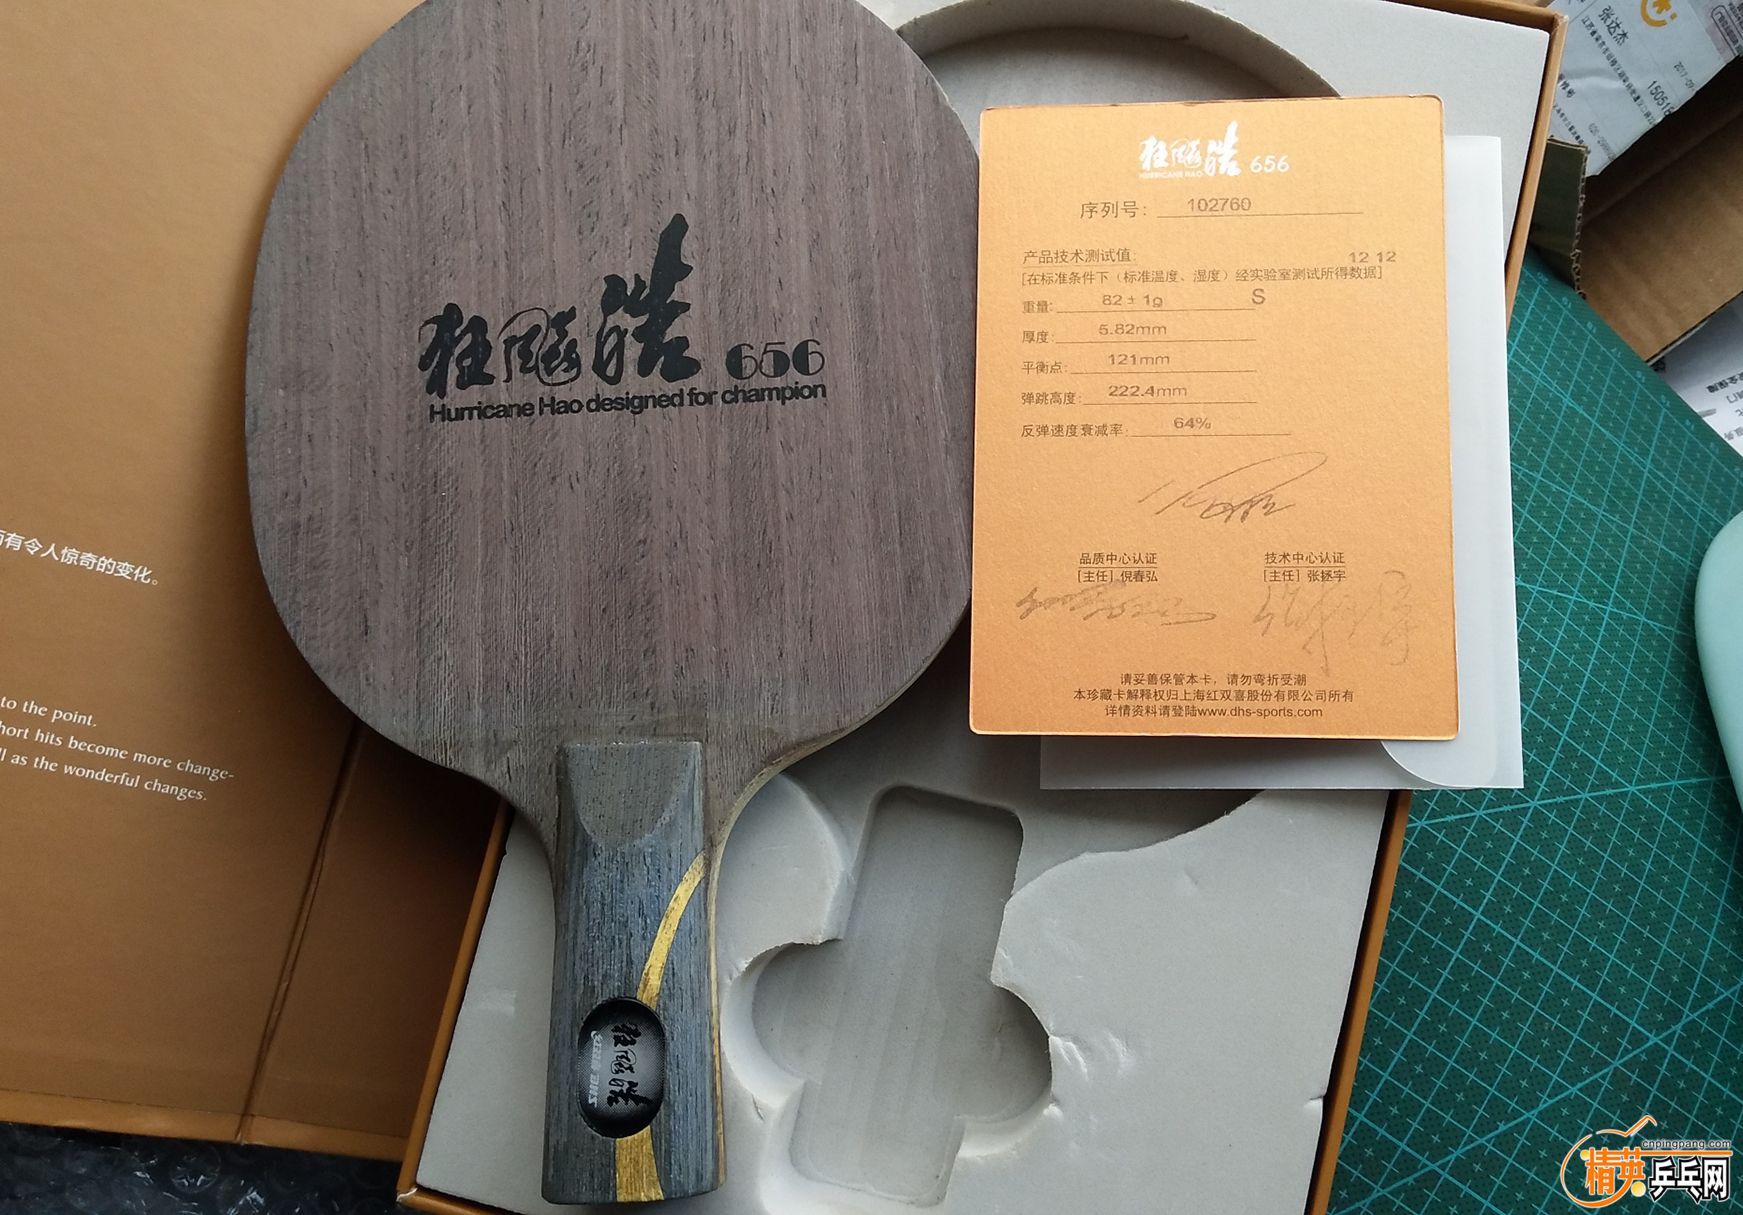 有令人惊奇的变化。
to the point.
hort hits become more change-
l as the wonderful changes.
狂飚皓 656
Hurricane Hao designed for champion
狂飚皓
DHS
狂飚皓 656
HURRICANE HAO
序列号： 102760
产品技术测试值: 12 12
[在标准条件下（标准温度、湿度）经实验室测试所得数据]
重量: 82±1g S
厚度: 5.82mm
平衡点: 121mm
弹跳高度: 222.4mm
反弹速度衰减率: 64%
品质中心认证 技术中心认证
[主任] 倪春弘 [主任] 张拯宇
请妥善保管本卡，请勿弯折受潮
本珍藏卡解释权归上海红双喜股份有限公司所有
详情资料请登陆www.dhs-sports.com
张达杰
15051
cnpingpang.com
精英乒乓网